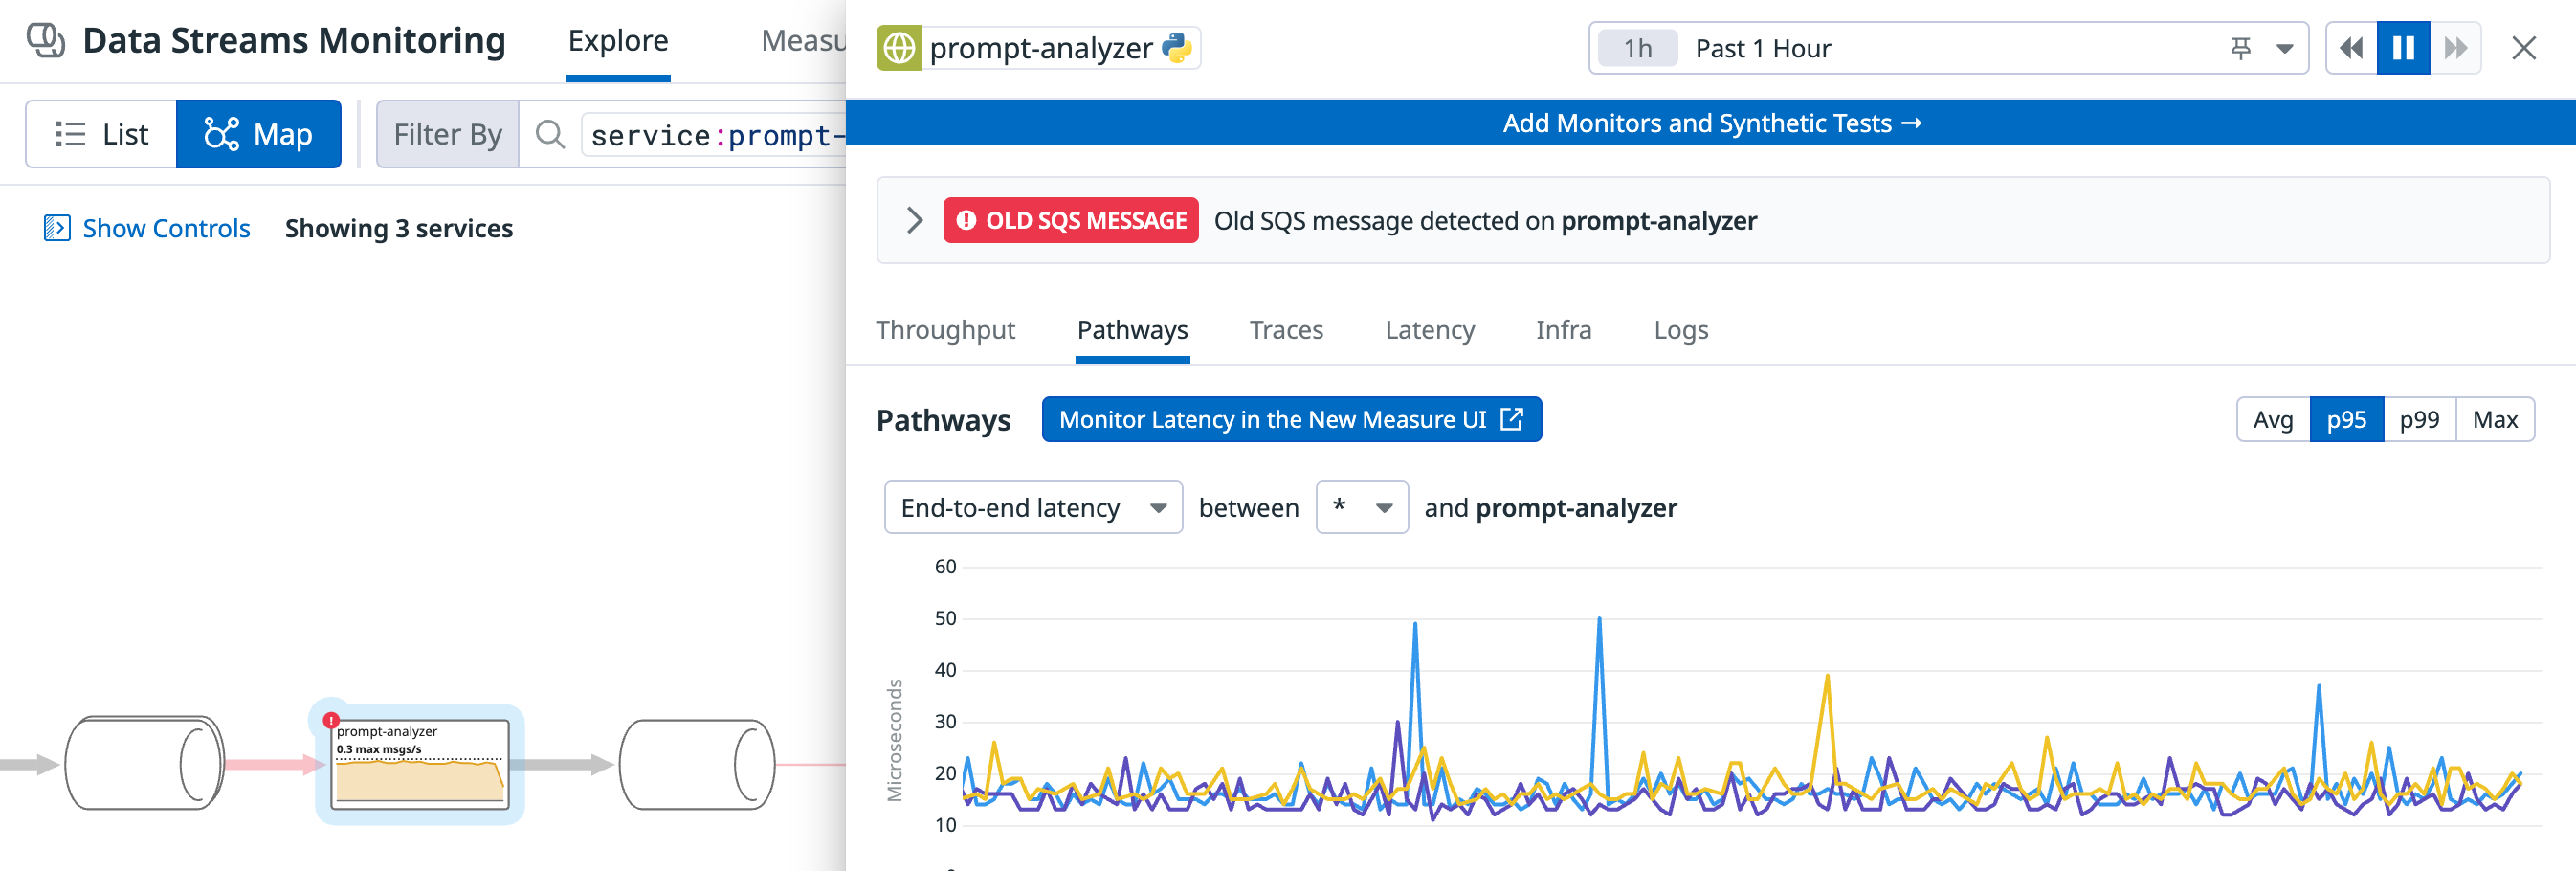 Data Streams Monitoring
Explore
Measu
List
Map
Filter By
service:prompt-
Show Controls
Showing 3 services
prompt-analyzer
0.3 max msgs/s
prompt-analyzer
1h
Past 1 Hour
Add Monitors and Synthetic Tests →
OLD SQS MESSAGE
Old SQS message detected on prompt-analyzer
Throughput
Pathways
Traces
Latency
Infra
Logs
Pathways
Monitor Latency in the New Measure UI
Avg
p95
p99
Max
End-to-end latency
between
*
and prompt-analyzer
Microseconds
60
50
40
30
20
10